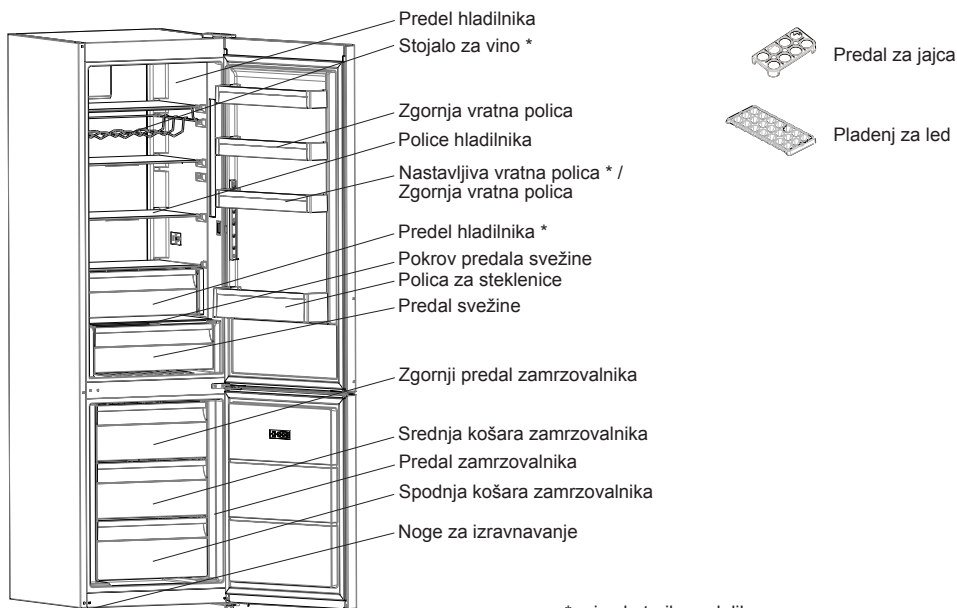 Predel hladilnika
Stojalo za vino *
Zgornja vratna polica
Police hladilnika
Nastavljiva vratna polica * /
Zgornja vratna polica
Predel hladilnika *
Pokrov predala svežine
Polica za steklenice
Predal svežine
Zgornji predal zamrzovalnika
Srednja košara zamrzovalnika
Predal zamrzovalnika
Spodnja košara zamrzovalnika
Noge za izravnavanje
Predal za jajca
Pladenj za led